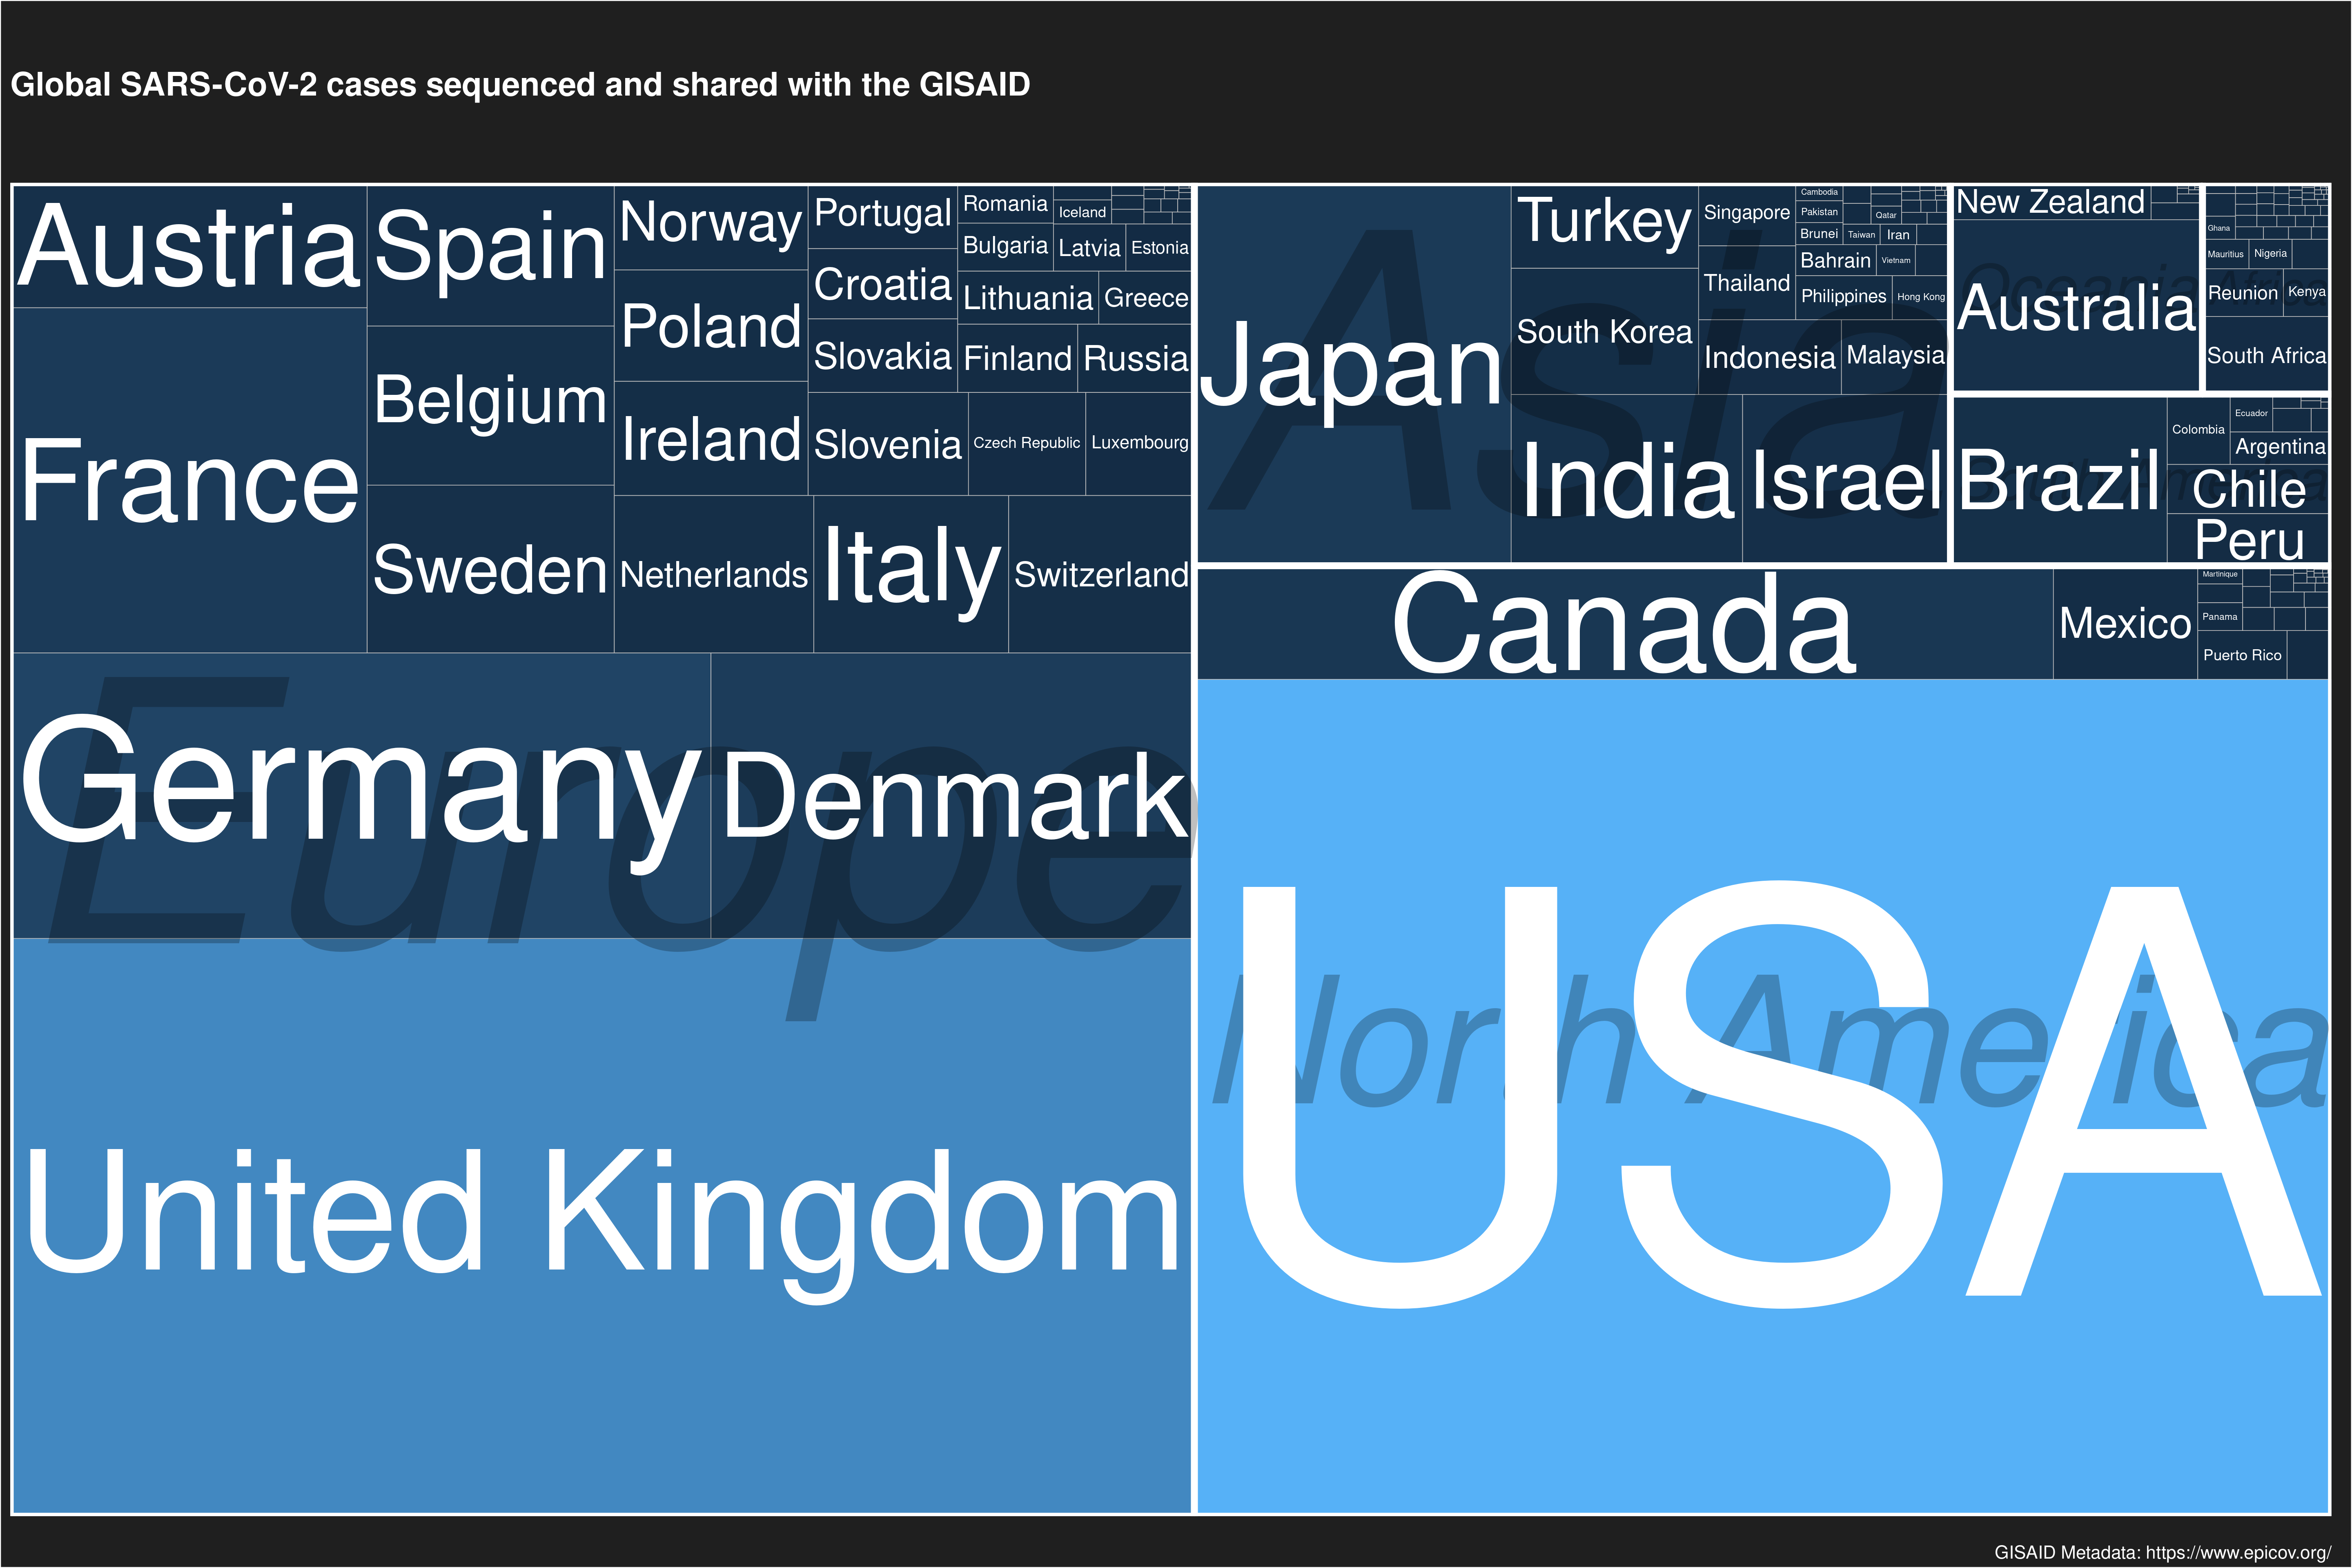 Global SARS-CoV-2 cases sequenced and shared with the GISAID
Europe
Austria
Spain
Norway
Portugal
Romania
Iceland
Bulgaria
Latvia
Estonia
Croatia
Lithuania
Greece
Poland
Slovakia
Finland
Russia
Belgium
France
Ireland
Slovenia
Czech Republic
Luxembourg
Sweden
Netherlands
Italy
Switzerland
Germany
Denmark
United Kingdom
Asia
Japan
Turkey
Singapore
Cambodia
Pakistan
Qatar
Brunei
Taiwan
Iran
Bahrain
Vietnam
Thailand
Philippines
Hong Kong
South Korea
Indonesia
Malaysia
India
Israel
Oceania
New Zealand
Australia
Africa
Ghana
Mauritius
Nigeria
Reunion
Kenya
South Africa
South America
Brazil
Colombia
Ecuador
Argentina
Chile
Peru
North America
Canada
Mexico
Martinique
Panama
Puerto Rico
USA
GISAID Metadata: https://www.epicov.org/